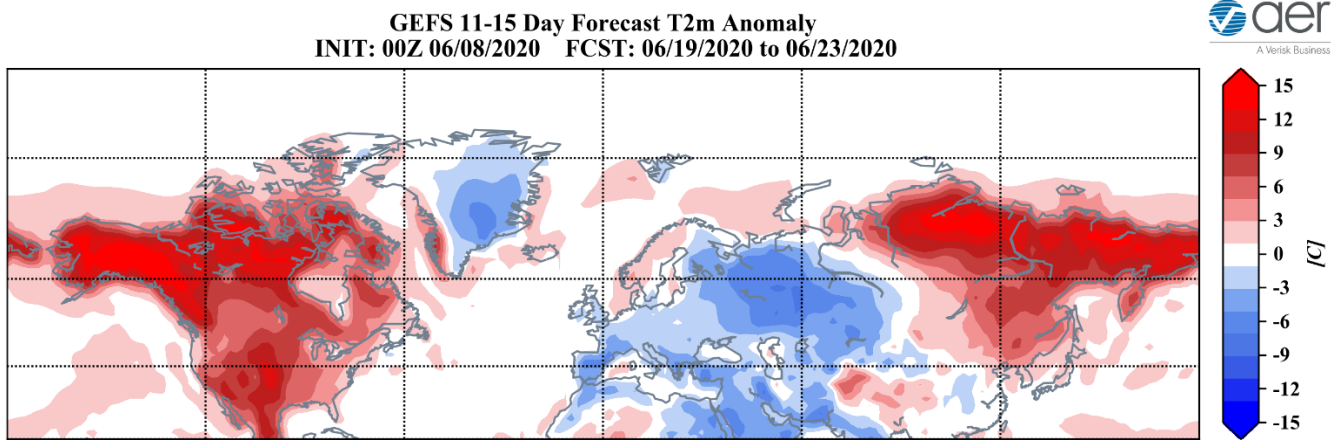 GEFS 11-15 Day Forecast T2m Anomaly
INIT: 00Z 06/08/2020 FCST: 06/19/2020 to 06/23/2020
aer
A Verisk Business
15
12
9
6
3
0
-3
-6
-9
-12
-15
[C]